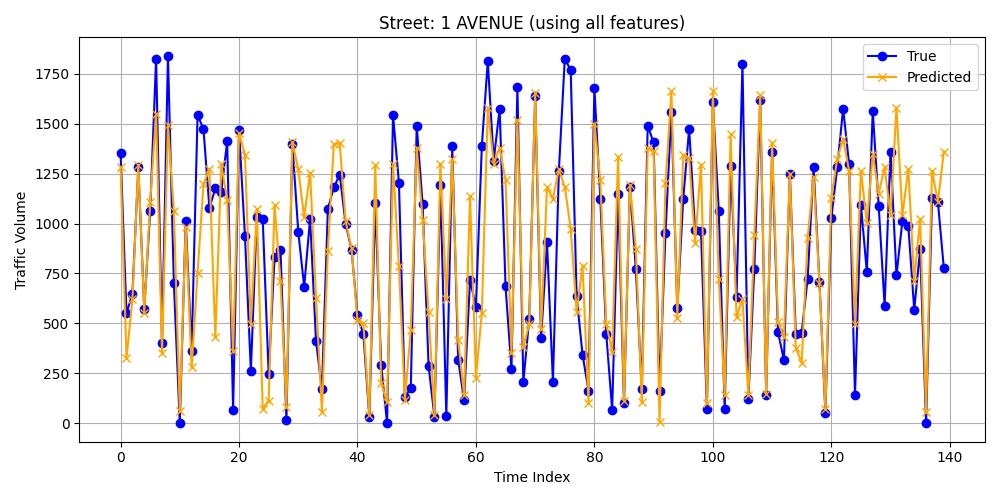 Street: 1 AVENUE (using all features)
True
Predicted
Traffic Volume
1750
1500
1250
1000
750
500
250
0
0 20 40 60 80 100 120 140
Time Index